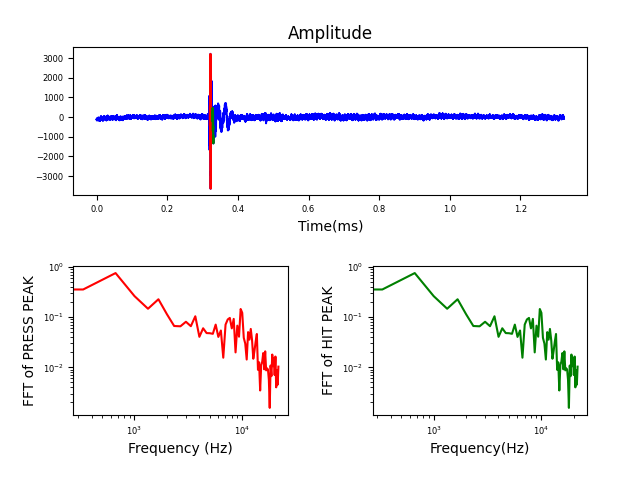 Amplitude
3000
2000
1000
0
−1000
−2000
−3000
0.0 0.2 0.4 0.6 0.8 1.0 1.2
Time(ms)
FFT of PRESS PEAK
10⁰
10⁻¹
10⁻²
10³ 10⁴
Frequency (Hz)
FFT of HIT PEAK
10⁰
10⁻¹
10⁻²
10³ 10⁴
Frequency(Hz)